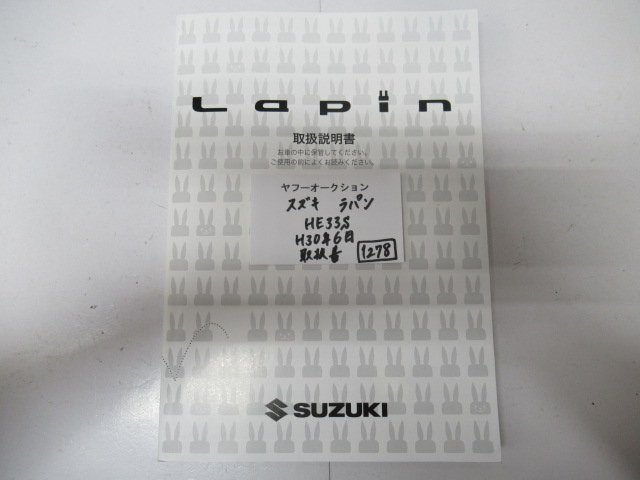 Lapin
取扱説明書
お車の中に保管してください。
ご使用の前によくお読みください。
ヤフーオークション
スズキ ラパン
HE33S
H30年6月
取扱書 1278
SUZUKI